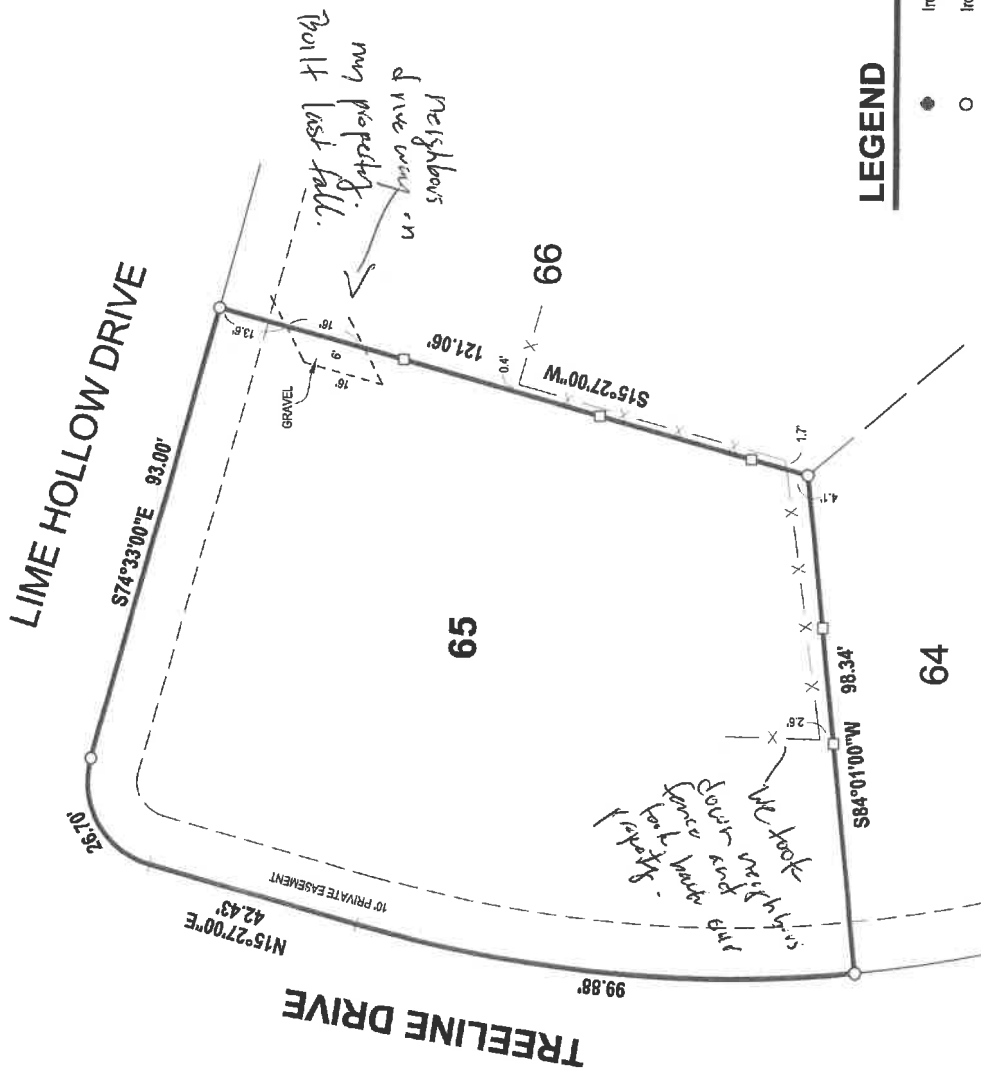 LIME HOLLOW DRIVE
S74°33'00"E 93.00'
26.70'
N15°27'00"E
42.43'
10' PRIVATE EASEMENT
99.88'
TREELINE DRIVE
neighbors
drive way on
my property.
Built last fall.
13.6'
16'
9'
16'
GRAVEL
121.06'
S15°27'00"W
0.4'
66
65
1.7'
4.1'
2.6'
98.34'
S84°01'00"W
64
We took
down neighbors
fence and
took back our
property.
LEGEND